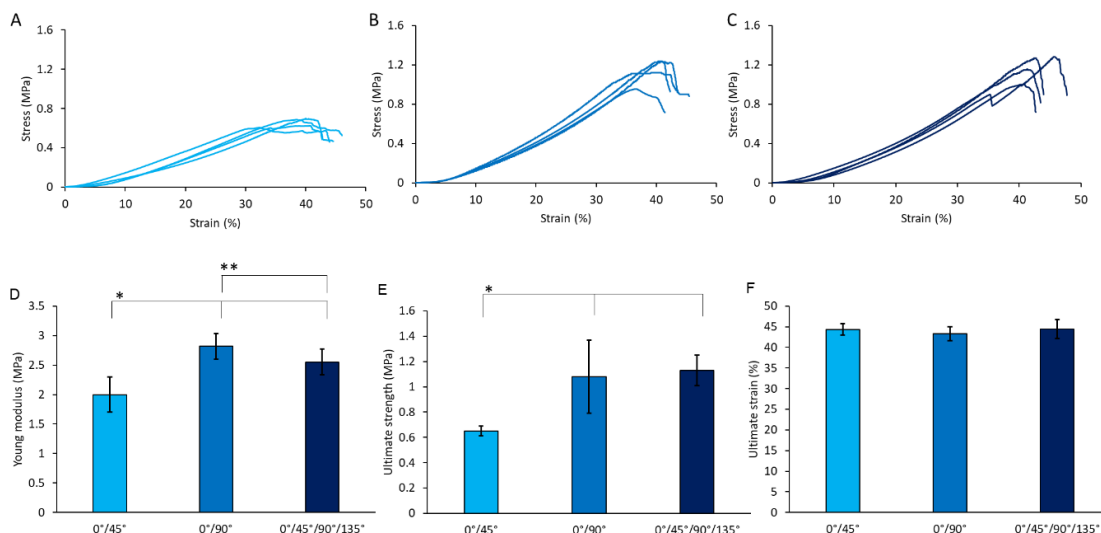 A
Stress (MPa)
1.6
1.2
0.8
0.4
0
0 10 20 30 40 50
Strain (%)
B
Stress (MPa)
1.6
1.2
0.8
0.4
0
0 10 20 30 40 50
Strain (%)
C
Stress (MPa)
1.6
1.2
0.8
0.4
0
0 10 20 30 40 50
Strain (%)
D
Young modulus (MPa)
3.5
3
2.5
2
1.5
1
0.5
0
*
**
0°/45° 0°/90° 0°/45°/90°/135°
E
Ultimate strength (MPa)
1.6
1.4
1.2
1
0.8
0.6
0.4
0.2
0
*
0°/45° 0°/90° 0°/45°/90°/135°
F
Ultimate strain (%)
50
45
40
35
30
25
20
15
10
5
0
0°/45° 0°/90° 0°/45°/90°/135°